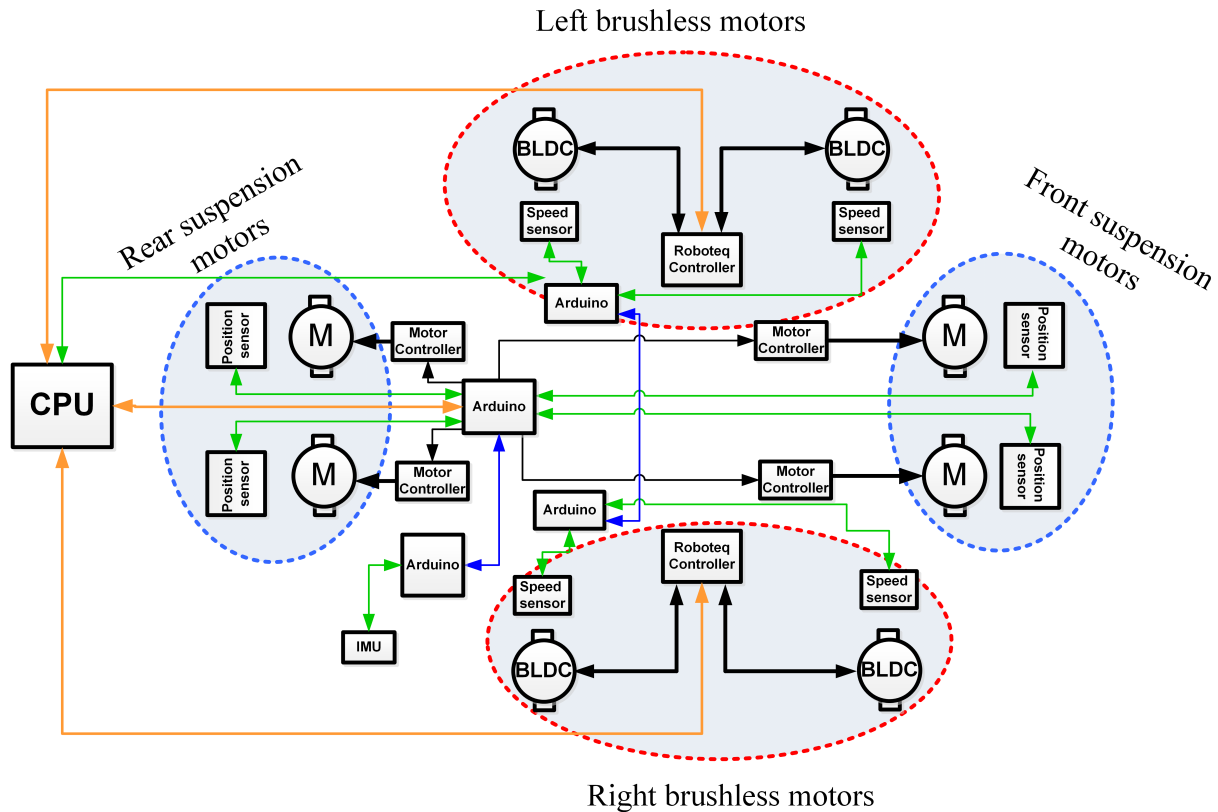 Left brushless motors
BLDC
BLDC
Speed
sensor
Speed
sensor
Roboteq
Controller
Arduino
Rear suspension
motors
Front suspension
motors
Position
sensor
M
Motor
Controller
Motor
Controller
M
Position
sensor
CPU
Arduino
Position
sensor
M
Motor
Controller
Motor
Controller
M
Position
sensor
Arduino
Roboteq
Controller
Arduino
Speed
sensor
Speed
sensor
IMU
BLDC
BLDC
Right brushless motors